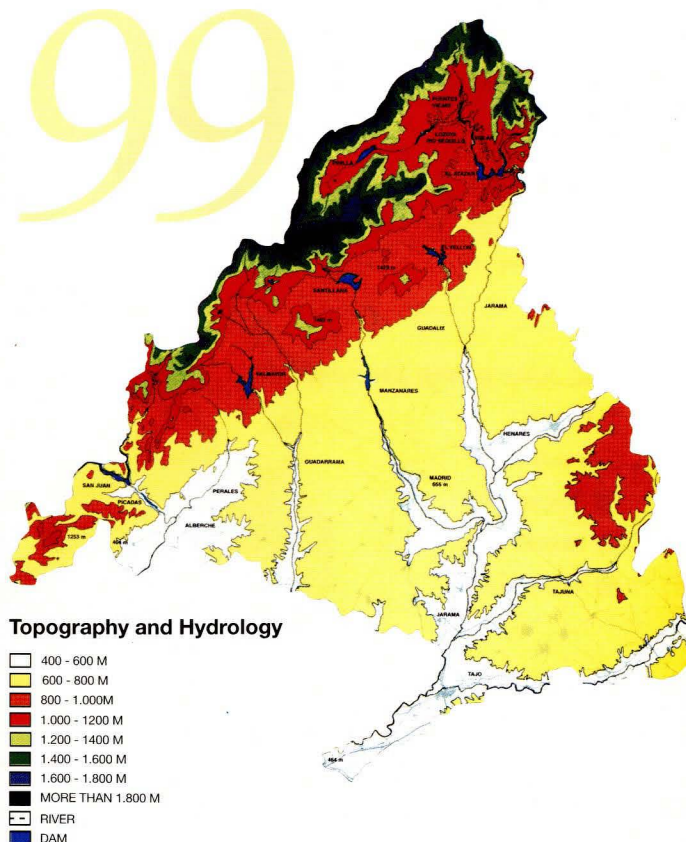 99
PINILLA
EL ATAZAR
EL VELLON
SANTILLANA
JARAMA
GUADALIX
VALMAYOR
MANZANARES
HENARES
GUADARRAMA
MADRID
655 m
SAN JUAN
PERALES
PICADAS
ALBERCHE
1253 m
TAJUÑA
JARAMA
TAJO
464 m
Topography and Hydrology
400 - 600 M
600 - 800 M
800 - 1.000M
1.000 - 1200 M
1.200 - 1400 M
1.400 - 1.600 M
1.600 - 1.800 M
MORE THAN 1.800 M
RIVER
DAM